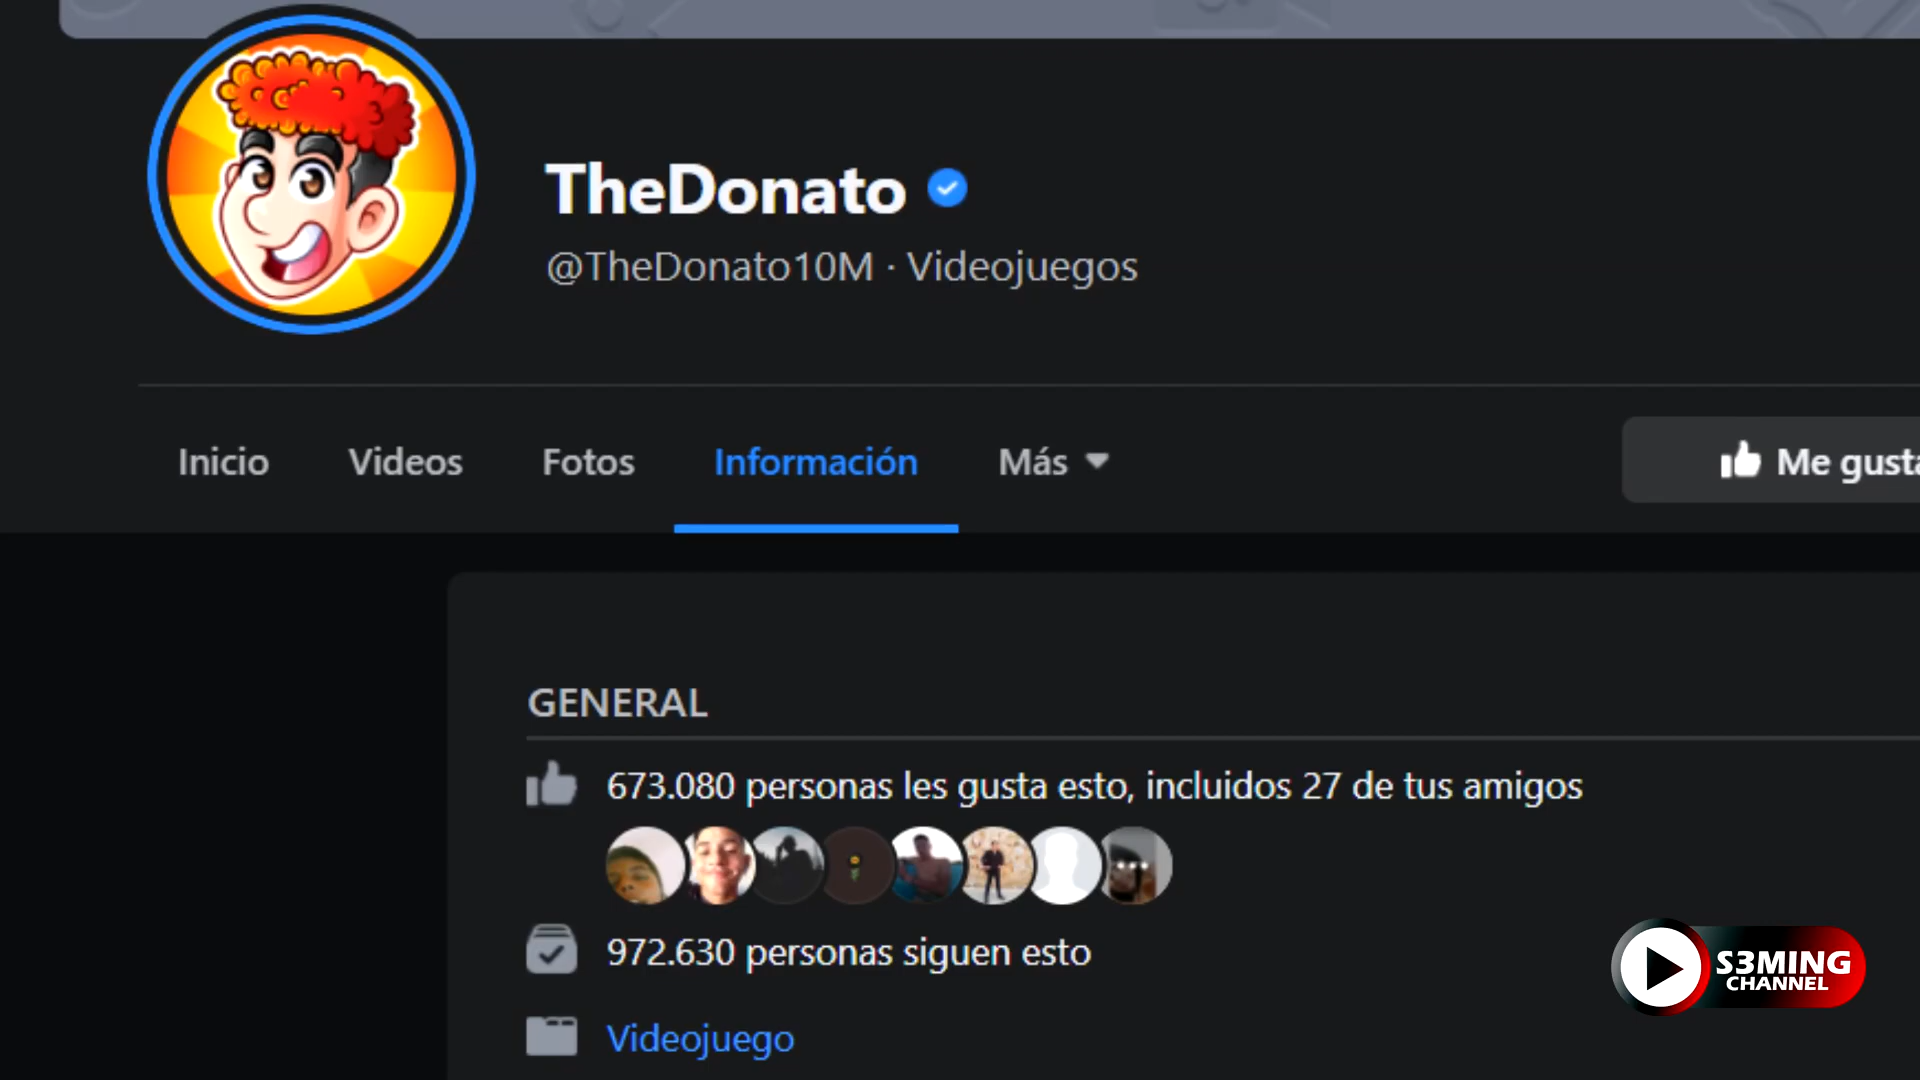 TheDonato
@TheDonato10M · Videojuegos
Inicio Videos Fotos Información Más
Me gusta
GENERAL
673.080 personas les gusta esto, incluidos 27 de tus amigos
972.630 personas siguen esto
Videojuego
S3MING
CHANNEL